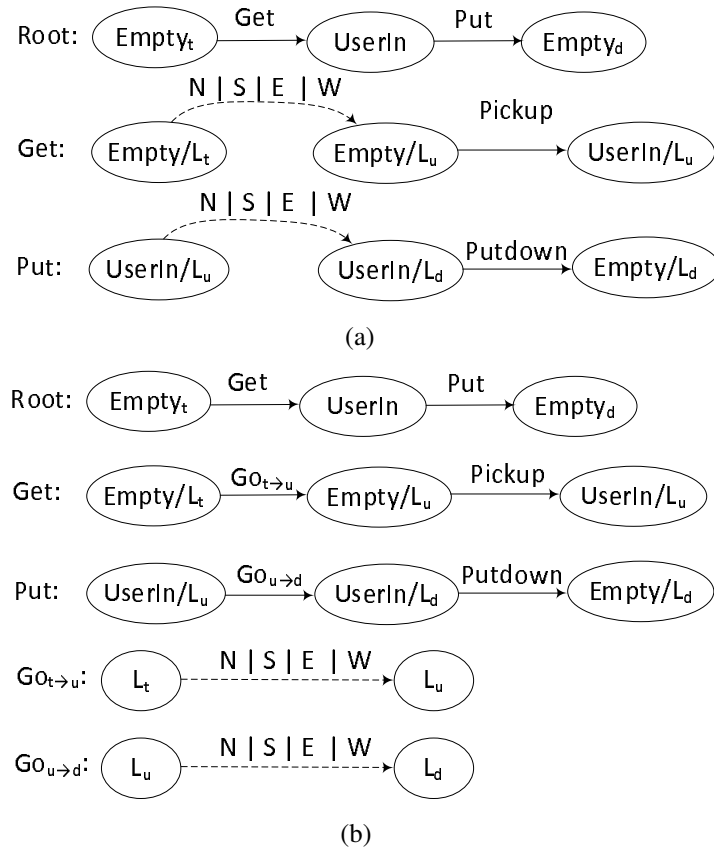 Get Put
Root: Empty_t UserIn Empty_d
N | S | E | W Pickup
Get: Empty/L_t Empty/L_u UserIn/L_u
N | S | E | W Putdown
Put: UserIn/L_u UserIn/L_d Empty/L_d
(a)
Get Put
Root: Empty_t UserIn Empty_d
Go_t→u Pickup
Get: Empty/L_t Empty/L_u UserIn/L_u
Go_u→d Putdown
Put: UserIn/L_u UserIn/L_d Empty/L_d
N | S | E | W
Go_t→u: L_t L_u
N | S | E | W
Go_u→d: L_u L_d
(b)